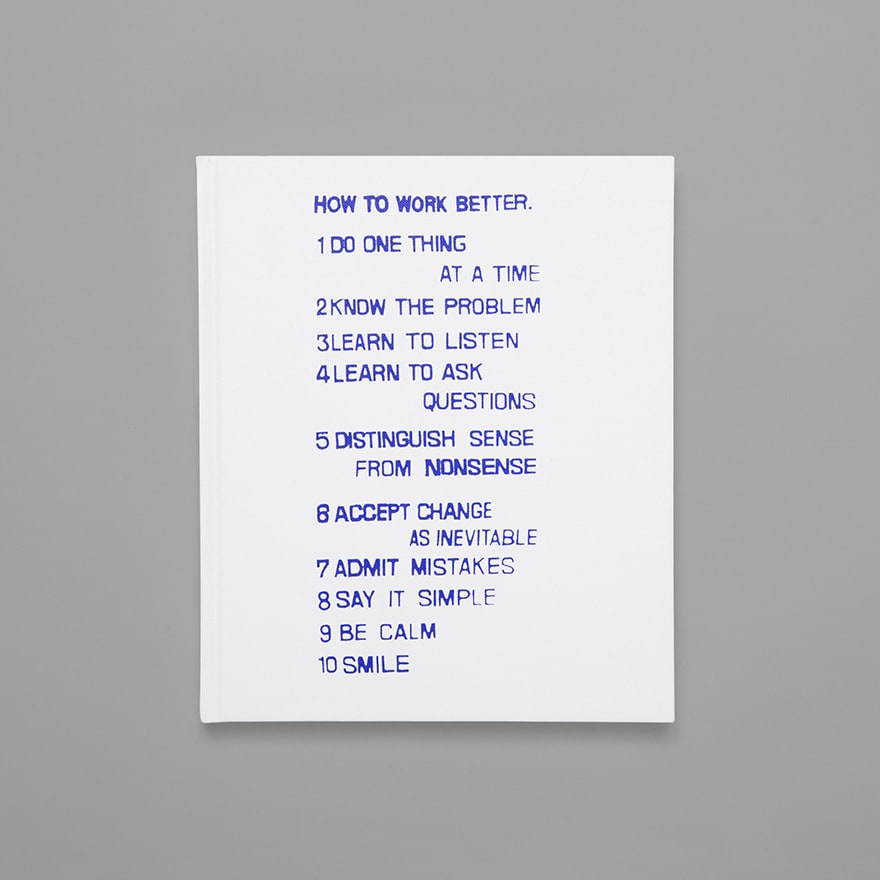 HOW TO WORK BETTER.
1 DO ONE THING
AT A TIME
2 KNOW THE PROBLEM
3 LEARN TO LISTEN
4 LEARN TO ASK
QUESTIONS
5 DISTINGUISH SENSE
FROM NONSENSE
6 ACCEPT CHANGE
AS INEVITABLE
7 ADMIT MISTAKES
8 SAY IT SIMPLE
9 BE CALM
10 SMILE